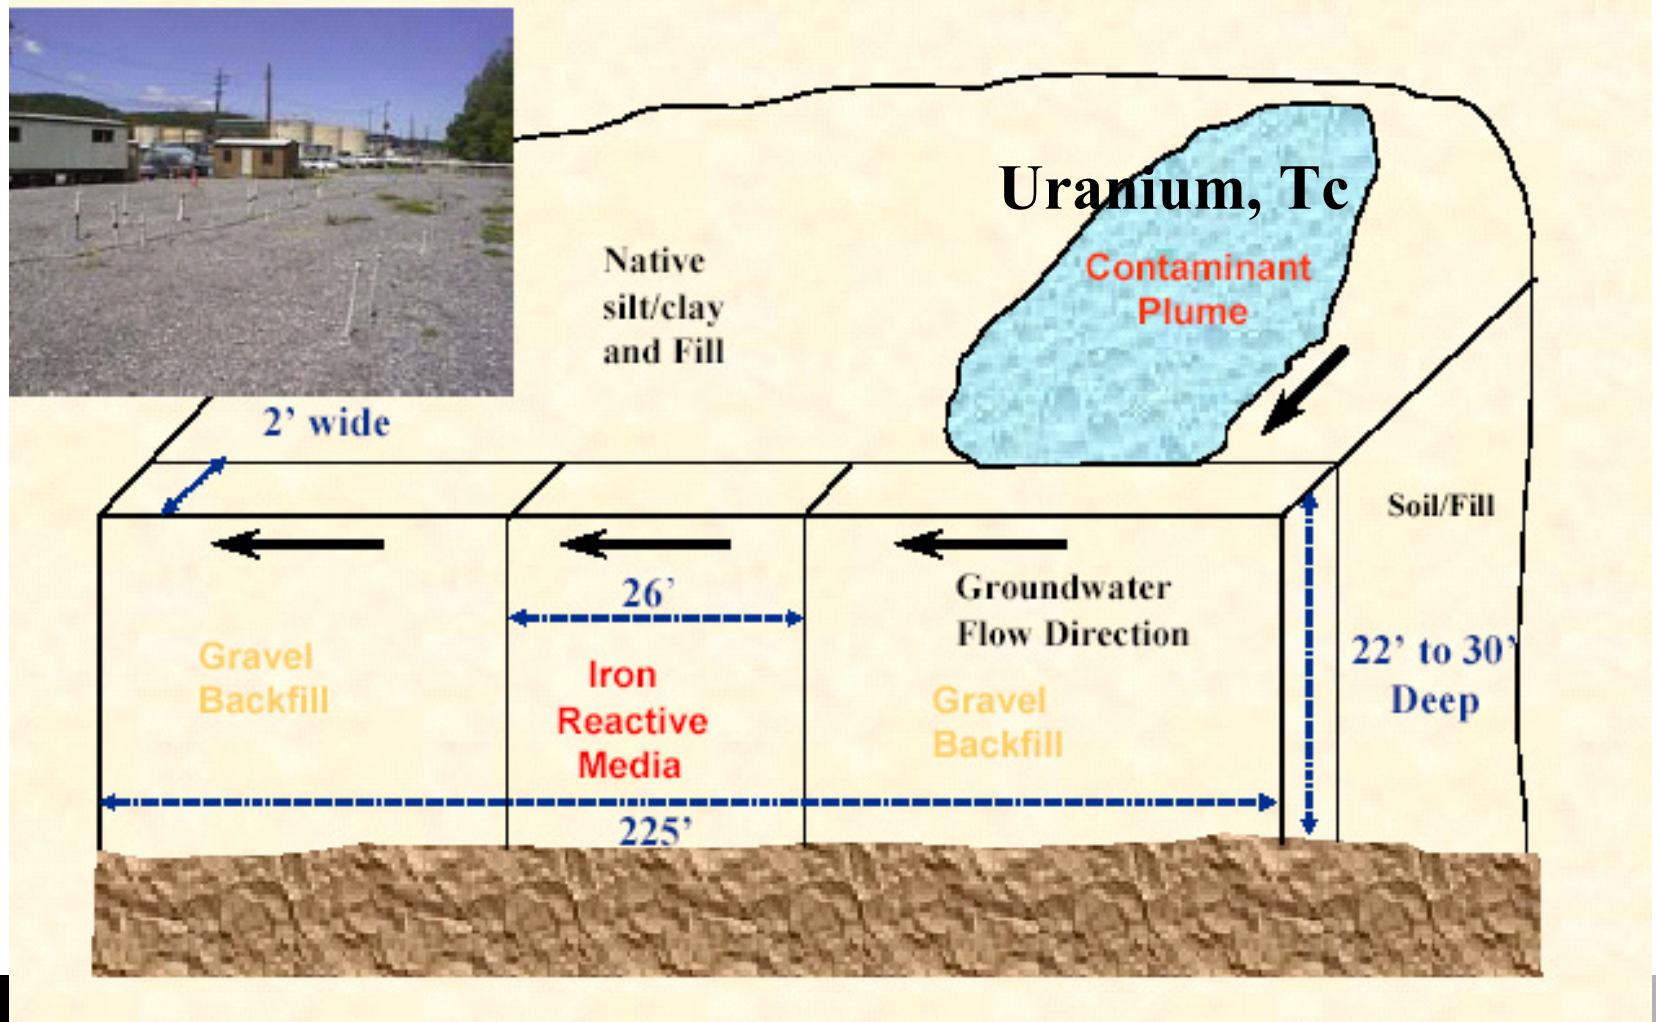 Uranium, Tc
Contaminant
Plume
Native
silt/clay
and Fill
2’ wide
Soil/Fill
26’
Groundwater
Flow Direction
22’ to 30’
Deep
Gravel
Backfill
Iron
Reactive
Media
Gravel
Backfill
225’